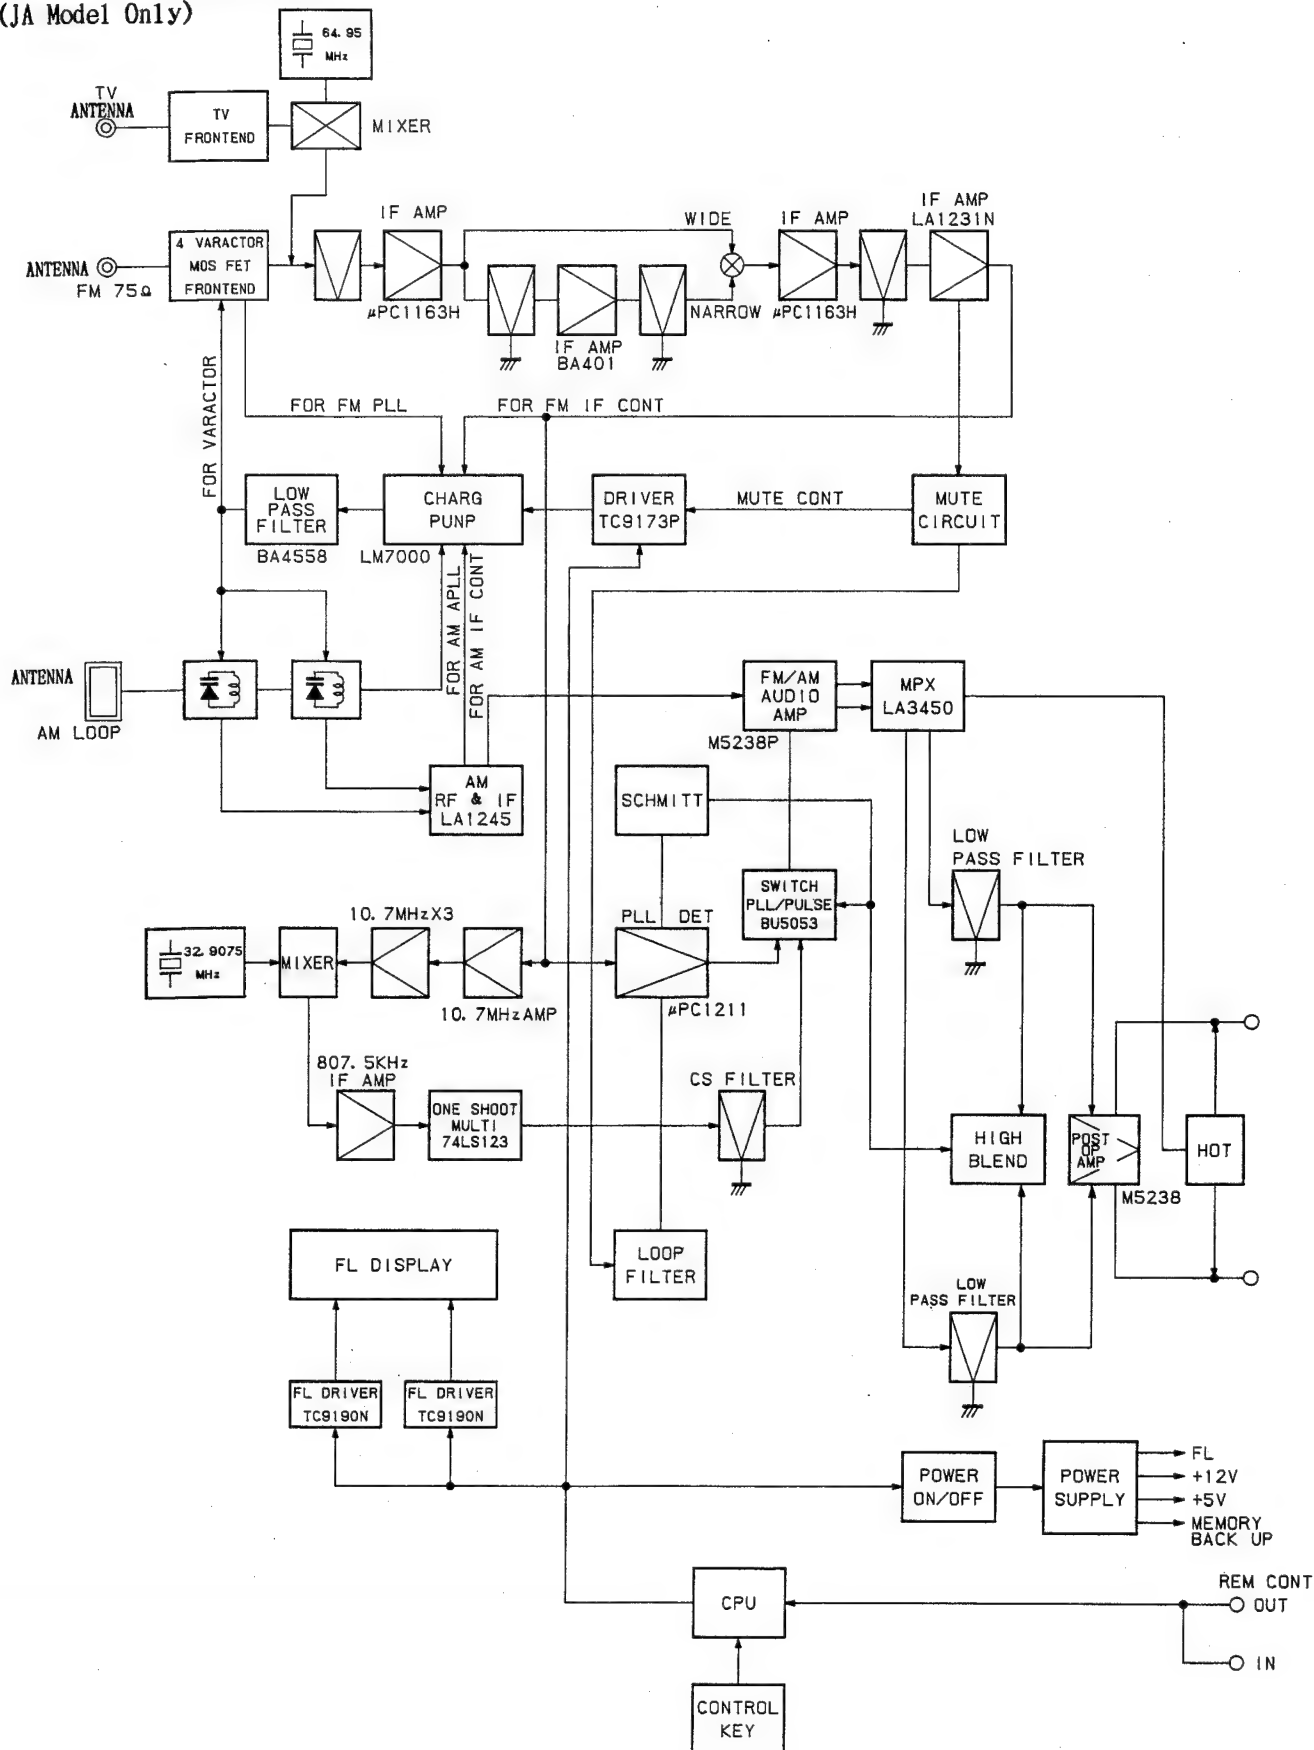 (JA Model Only)
64.95
MHz
TV
ANTENNA
TV
FRONTEND
MIXER
IF AMP
WIDE
IF AMP
IF AMP
LA1231N
4 VARACTOR
MOS FET
FRONTEND
ANTENNA
FM 75Ω
μPC1163H
NARROW
μPC1163H
IF AMP
BA401
FOR VARACTOR
FOR FM PLL
FOR FM IF CONT
LOW
PASS
FILTER
BA4558
CHARG
PUNP
LM7000
DRIVER
TC9173P
MUTE CONT
MUTE
CIRCUIT
FOR AM APLL
FOR AM IF CONT
ANTENNA
AM LOOP
FM/AM
AUDIO
AMP
M5238P
MPX
LA3450
AM
RF & IF
LA1245
SCHMITT
LOW
PASS FILTER
SWITCH
PLL/PULSE
BU5053
10.7MHzX3
PLL DET
32.9075
MHz
MIXER
10.7MHzAMP
μPC1211
807.5KHz
IF AMP
CS FILTER
ONE SHOOT
MULTI
74LS123
HIGH
BLEND
POST
OP
AMP
M5238
HOT
FL DISPLAY
LOOP
FILTER
LOW
PASS FILTER
FL DRIVER
TC9190N
FL DRIVER
TC9190N
POWER
ON/OFF
POWER
SUPPLY
FL
+12V
+5V
MEMORY
BACK UP
CPU
REM CONT
OUT
IN
CONTROL
KEY